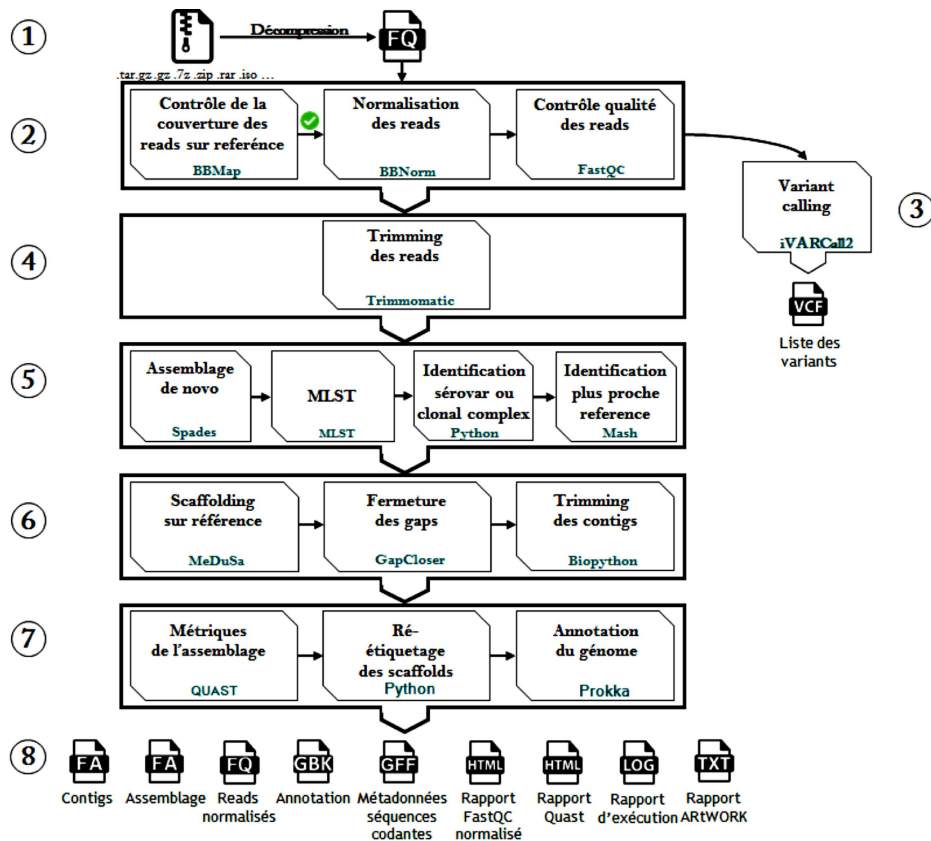 ①
Décompression
FQ
.tar.gz .gz .7z .zip .rar .iso ...
②
Contrôle de la
couverture des
reads sur referénce
BBMap
Normalisation
des reads
BBNorm
Contrôle qualité
des reads
FastQC
③
Variant
calling
iVARCall2
VCF
Liste des
variants
④
Trimming
des reads
Trimmomatic
⑤
Assemblage
de novo
Spades
MLST
MLST
Identification
sérovar ou
clonal complex
Python
Identification
plus proche
reference
Mash
⑥
Scaffolding
sur référence
MeDuSa
Fermeture
des gaps
GapCloser
Trimming
des contigs
Biopython
⑦
Métriques
de l'assemblage
QUAST
Ré-
étiquetage
des scaffolds
Python
Annotation
du génome
Prokka
⑧
FA
Contigs
FA
Assemblage
FQ
Reads
normalisés
GBK
Annotation
GFF
Métadonnées
séquences
codantes
HTML
Rapport
FastQC
normalisé
HTML
Rapport
Quast
LOG
Rapport
d'exécution
TXT
Rapport
ARtWORK